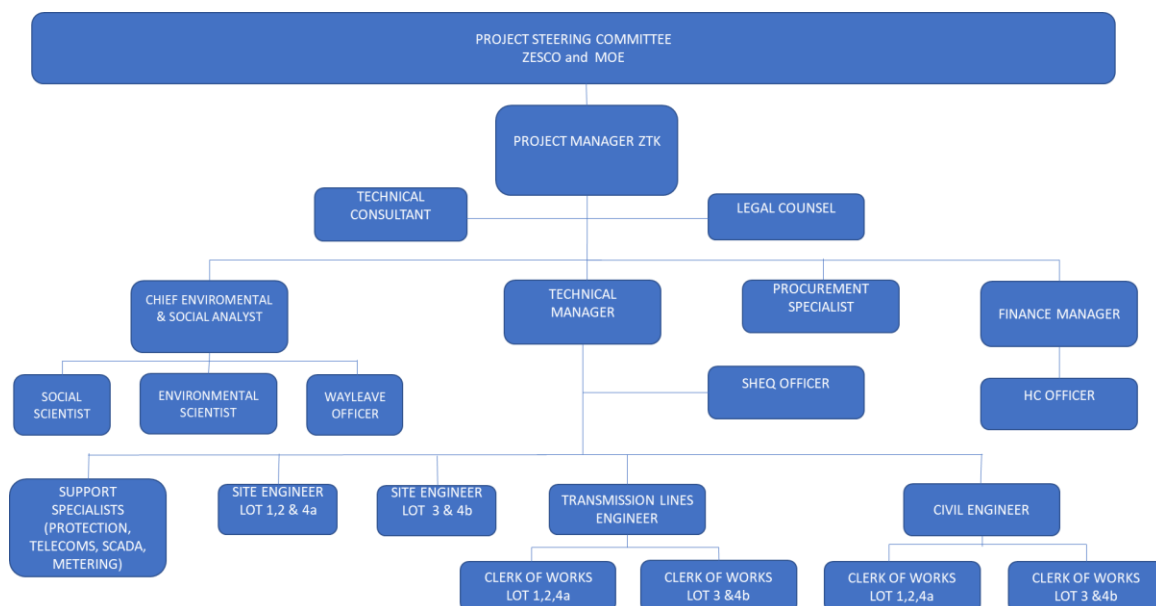 PROJECT STEERING COMMITTEE
ZESCO and MOE
PROJECT MANAGER ZTK
TECHNICAL
CONSULTANT
LEGAL COUNSEL
CHIEF ENVIROMENTAL
& SOCIAL ANALYST
TECHNICAL
MANAGER
PROCUREMENT
SPECIALIST
FINANCE MANAGER
SOCIAL
SCIENTIST
ENVIRONMENTAL
SCIENTIST
WAYLEAVE
OFFICER
SHEQ OFFICER
HC OFFICER
SUPPORT
SPECIALISTS
(PROTECTION,
TELECOMS, SCADA,
METERING)
SITE ENGINEER
LOT 1,2 & 4a
SITE ENGINEER
LOT 3 & 4b
TRANSMISSION LINES
ENGINEER
CIVIL ENGINEER
CLERK OF WORKS
LOT 1,2,4a
CLERK OF WORKS
LOT 3 &4b
CLERK OF WORKS
LOT 1,2,4a
CLERK OF WORKS
LOT 3 &4b